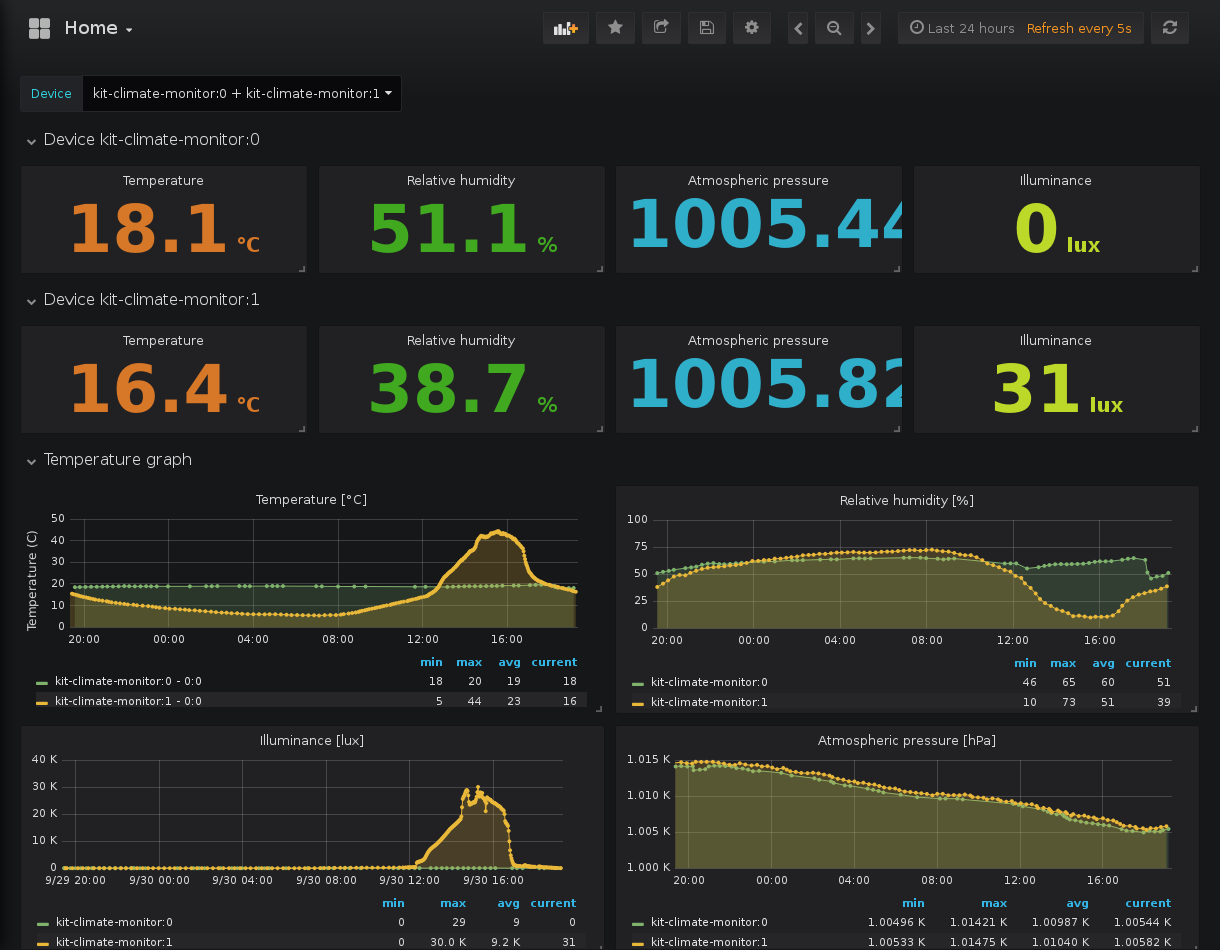 Home
Last 24 hours Refresh every 5s
Device kit-climate-monitor:0 + kit-climate-monitor:1
Device kit-climate-monitor:0
Temperature Relative humidity Atmospheric pressure Illuminance
18.1 °C 51.1 % 1005.44 0 lux
Device kit-climate-monitor:1
Temperature Relative humidity Atmospheric pressure Illuminance
16.4 °C 38.7 % 1005.82 31 lux
Temperature graph
Temperature [°C]
Temperature (C)
50
40
30
20
10
0
20:00 00:00 04:00 08:00 12:00 16:00
min max avg current
kit-climate-monitor:0 - 0:0 18 20 19 18
kit-climate-monitor:1 - 0:0 5 44 23 16
Relative humidity [%]
100
75
50
25
0
20:00 00:00 04:00 08:00 12:00 16:00
min max avg current
kit-climate-monitor:0 46 65 60 51
kit-climate-monitor:1 10 73 51 39
Illuminance [lux]
40 K
30 K
20 K
10 K
0
9/29 20:00 9/30 00:00 9/30 04:00 9/30 08:00 9/30 12:00 9/30 16:00
min max avg current
kit-climate-monitor:0 0 29 9 0
kit-climate-monitor:1 0 30.0 K 9.2 K 31
Atmospheric pressure [hPa]
1.015 K
1.010 K
1.005 K
1.000 K
20:00 00:00 04:00 08:00 12:00 16:00
min max avg current
kit-climate-monitor:0 1.00496 K 1.01421 K 1.00987 K 1.00544 K
kit-climate-monitor:1 1.00533 K 1.01475 K 1.01040 K 1.00582 K